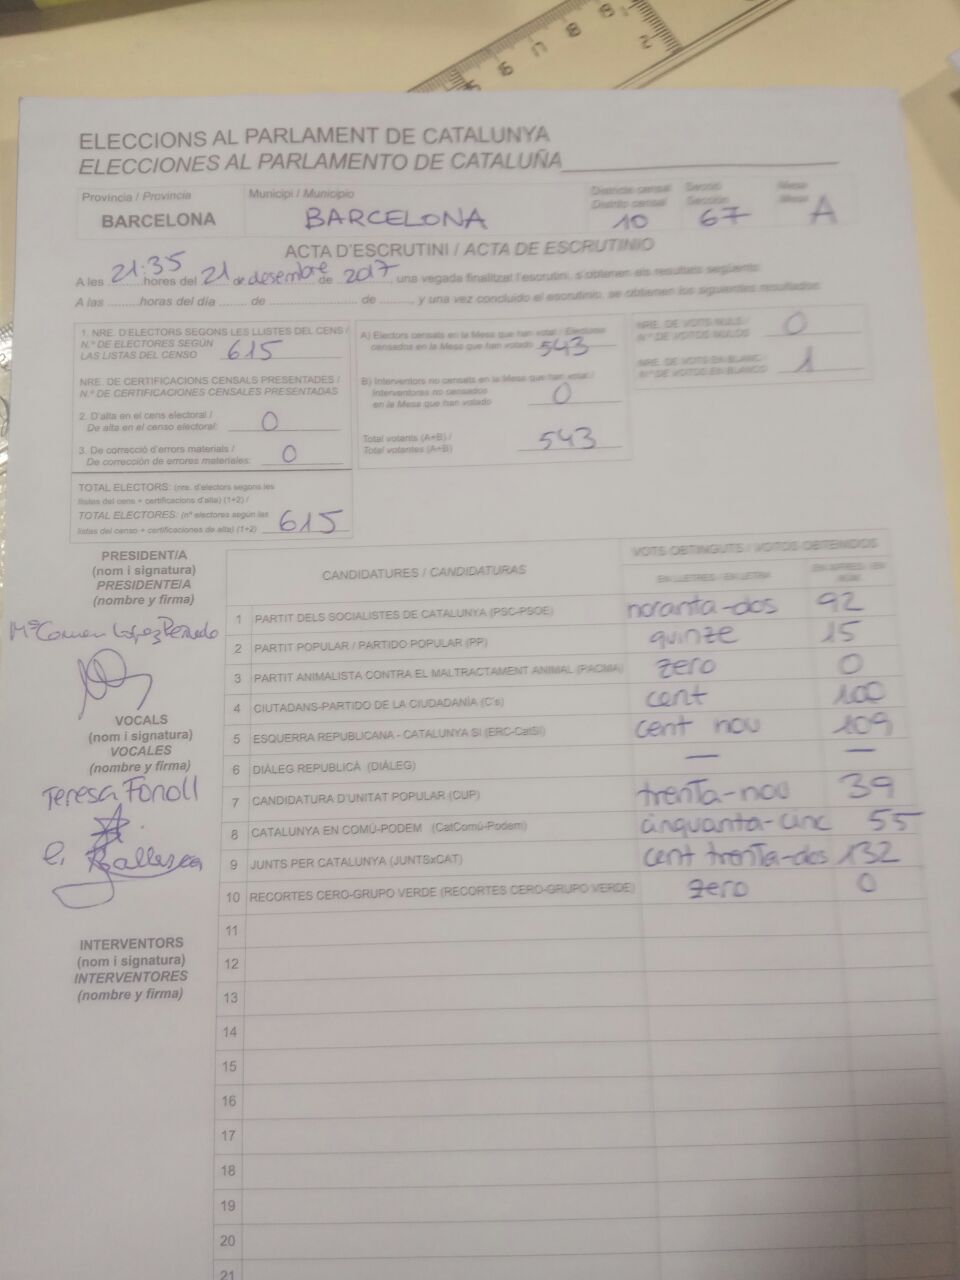 ELECCIONS AL PARLAMENT DE CATALUNYA
ELECCIONES AL PARLAMENTO DE CATALUÑA
Provincia / Provincia
BARCELONA
Municipi / Municipio
BARCELONA
Districte censal
Distrito censal
10
Secció
Sección
67
Mesa
Mesa
A
ACTA D'ESCRUTINI / ACTA DE ESCRUTINIO
A les 21:35 hores del 21 de desembre de 2017, una vegada finalitzat l'escrutini, s'obtenen els resultats següents:
A las ........horas del día ....... de ...................... de ........, y una vez concluido el escrutinio, se obtienen los siguientes resultados:
1. NRE. D'ELECTORS SEGONS LES LLISTES DEL CENS /
N.º DE ELECTORES SEGÚN
LAS LISTAS DEL CENSO 615
NRE. DE CERTIFICACIONS CENSALS PRESENTADES /
N.º DE CERTIFICACIONES CENSALES PRESENTADAS
2. D'alta en el cens electoral /
De alta en el censo electoral: 0
3. De correcció d'errors materials /
De corrección de errores materiales: 0
TOTAL ELECTORS: (nre. d'electors segons les
llistes del cens + certificacions d'alta) (1+2) /
TOTAL ELECTORES: (nº electores según las
listas del censo + certificaciones de alta) (1+2) 615
A) Electors censats en la Mesa que han votat / Electores
censados en la Mesa que han votado 543
B) Interventors no censats en la Mesa que han votat /
Interventores no censados
en la Mesa que han votado 0
Total votants (A+B) /
Total votantes (A+B) 543
NRE. DE VOTS NULS /
N.º DE VOTOS NULOS 0
NRE. DE VOTS EN BLANC /
N.º DE VOTOS EN BLANCO 1
PRESIDENT/A
(nom i signatura)
PRESIDENTE/A
(nombre y firma)
Mª Carmen López
VOCALS
(nom i signatura)
VOCALES
(nombre y firma)
Teresa Fonoll
INTERVENTORS
(nom i signatura)
INTERVENTORES
(nombre y firma)
CANDIDATURES / CANDIDATURAS
VOTS OBTINGUTS / VOTOS OBTENIDOS
EN LLETRES / EN LETRA
EN XIFRES / EN NÚM.
1 PARTIT DELS SOCIALISTES DE CATALUNYA (PSC-PSOE) noranta-dos 92
2 PARTIT POPULAR / PARTIDO POPULAR (PP) quinze 15
3 PARTIT ANIMALISTA CONTRA EL MALTRACTAMENT ANIMAL (PACMA) zero 0
4 CIUTADANS-PARTIDO DE LA CIUDADANÍA (C's) cent 100
5 ESQUERRA REPUBLICANA - CATALUNYA SÍ (ERC-CatSí) cent nou 109
6 DIÀLEG REPUBLICÀ (DIÀLEG) — —
7 CANDIDATURA D'UNITAT POPULAR (CUP) trenta-nou 39
8 CATALUNYA EN COMÚ-PODEM (CatComú-Podem) cinquanta-cinc 55
9 JUNTS PER CATALUNYA (JUNTSxCAT) cent trenta-dos 132
10 RECORTES CERO-GRUPO VERDE (RECORTES CERO-GRUPO VERDE) zero 0
11
12
13
14
15
16
17
18
19
20
21